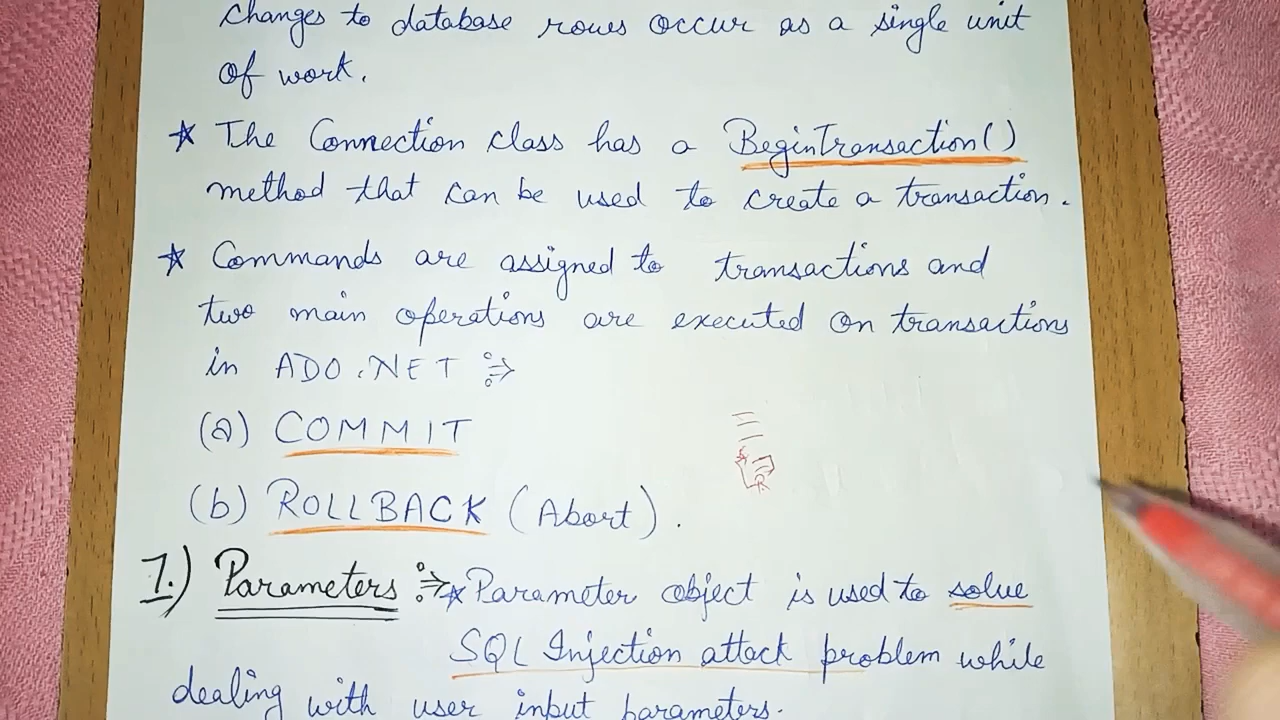 changes to database rows occur as a single unit
of work.
☆ The Connection class has a BeginTransaction()
method that can be used to create a transaction.
☆ Commands are assigned to transactions and
two main operations are executed on transactions
in ADO.NET :→
(a) COMMIT
(b) ROLLBACK (Abort).
7.) Parameters :→ ☆ Parameter object is used to solve
SQL Injection attack problem while
dealing with user input parameters.